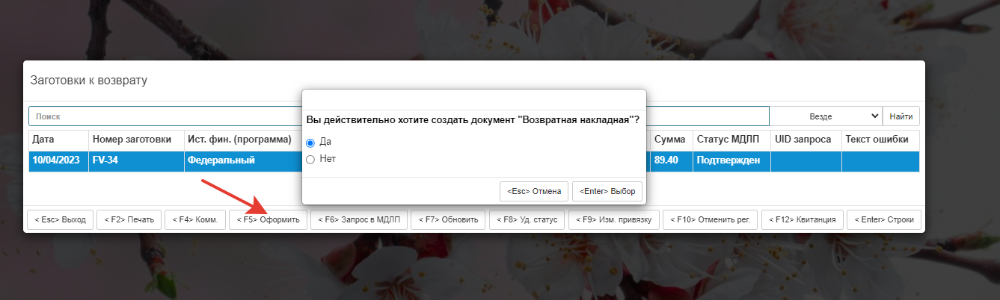 Заготовки к возврату
Вы действительно хотите создать документ "Возвратная накладная"?
Да
Нет
<Esc> Отмена <Enter> Выбор
Поиск Везде Найти
Дата Номер заготовки Ист. фин. (программа) Сумма Статус МДЛП UID запроса Текст ошибки
10/04/2023 FV-34 Федеральный 89.40 Подтвержден
< Esc> Выход < F2> Печать < F4> Комм. < F5> Оформить < F6> Запрос в МДЛП < F7> Обновить < F8> Уд. статус < F9> Изм. привязку < F10> Отменить рег. < F12> Квитанция < Enter> Строки